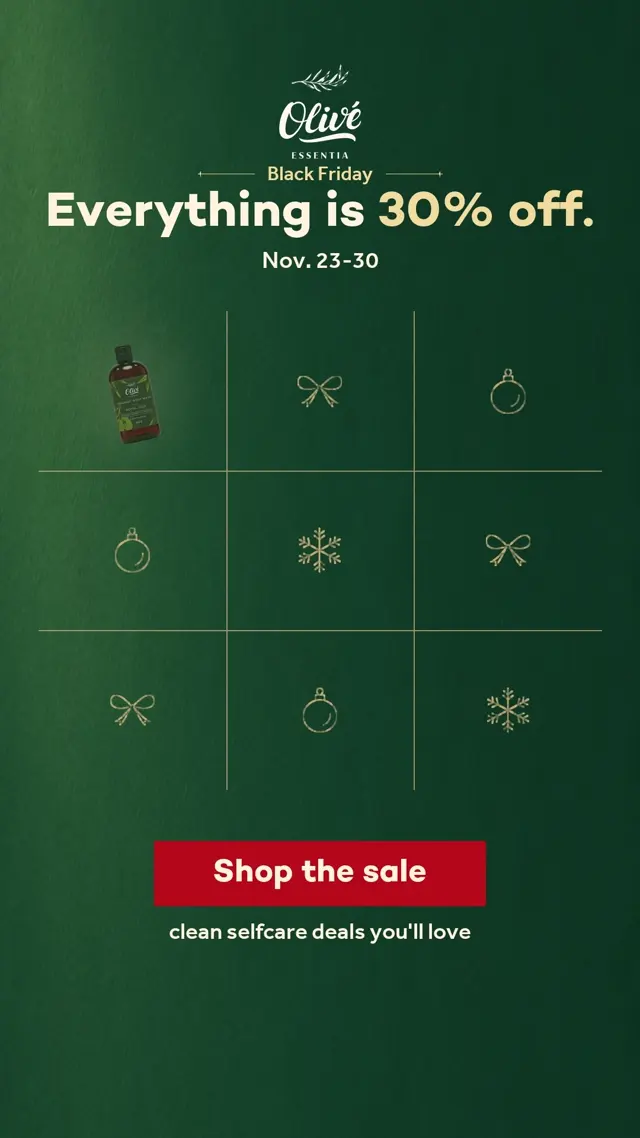 Olivé
ESSENTIA
Black Friday
Everything is 30% off.
Nov. 23-30
Olivé
Shop the sale
clean selfcare deals you'll love